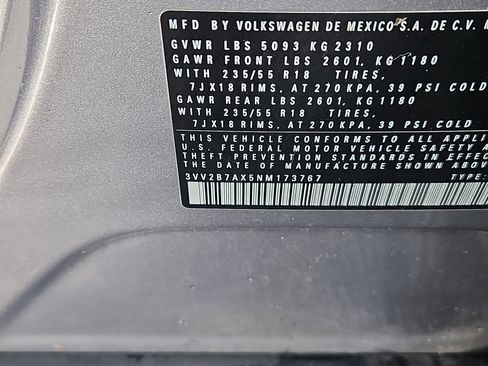 MFD BY VOLKSWAGEN DE MEXICO S.A. DE C.V.
GVWR LBS 5093 KG 2310
GAWR FRONT LBS 2601, KG 1180
WITH 235/55 R18 TIRES,
7JX18 RIMS, AT 270 KPA, 39 PSI COLD
GAWR REAR LBS 2601, KG 1180
WITH 235/55 R18 TIRES,
7JX18 RIMS, AT 270 KPA, 39 PSI COLD
THIS VEHICLE CONFORMS TO ALL APPLI
U.S. FEDERAL MOTOR VEHICLE SAFETY A
THEFT PREVENTION STANDARDS IN EFFEC
THE DATE OF MANUFACTURE SHOWN ABOVE
3VV2B7AX5NM173767 TYPE: